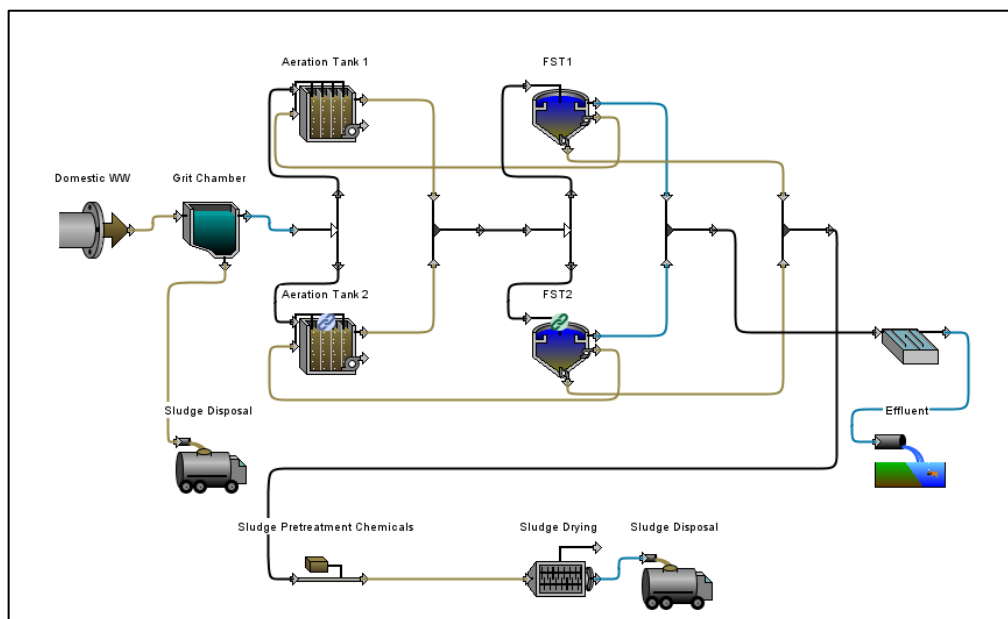 Aeration Tank 1
FST1
Domestic WW
Grit Chamber
Aeration Tank 2
FST2
Sludge Disposal
Effluent
Sludge Pretreatment Chemicals
Sludge Drying
Sludge Disposal